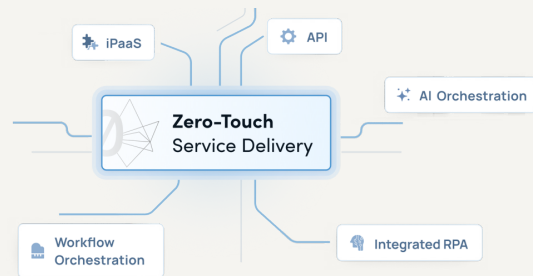 iPaaS
API
AI Orchestration
Zero-Touch
Service Delivery
Workflow
Orchestration
Integrated RPA